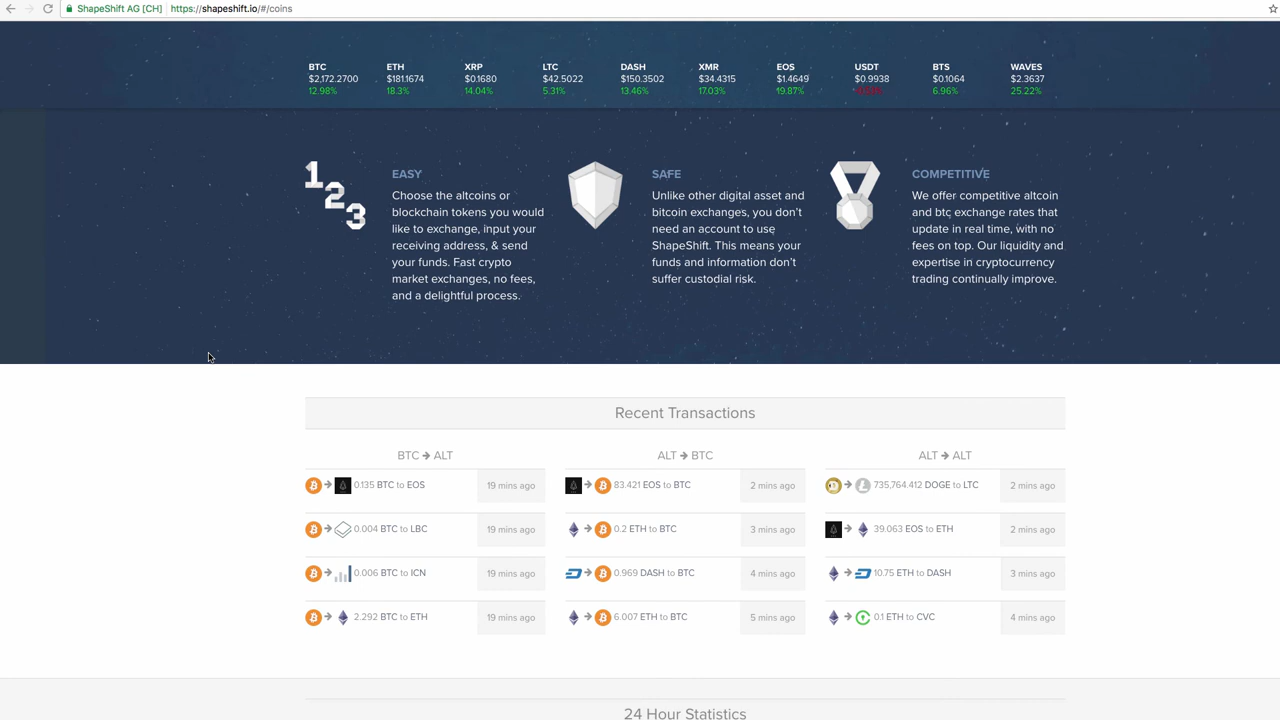 ShapeShift AG [CH] https://shapeshift.io/#/coins
BTC ETH XRP LTC DASH XMR EOS USDT BTS WAVES
$2,172.2700 $181.1674 $0.1680 $42.5022 $150.3502 $34.4315 $1.4649 $0.9938 $0.1064 $2.3637
12.98% 18.3% 14.04% 5.31% 13.46% 17.03% 19.87% 6.96% 25.22%
1
2
3
EASY
Choose the altcoins or
blockchain tokens you would
like to exchange, input your
receiving address, & send
your funds. Fast crypto
market exchanges, no fees,
and a delightful process.
SAFE
Unlike other digital asset and
bitcoin exchanges, you don't
need an account to use
ShapeShift. This means your
funds and information don't
suffer custodial risk.
COMPETITIVE
We offer competitive altcoin
and btc exchange rates that
update in real time, with no
fees on top. Our liquidity and
expertise in cryptocurrency
trading continually improve.
Recent Transactions
BTC → ALT
0.135 BTC to EOS 19 mins ago
0.004 BTC to LBC 19 mins ago
0.006 BTC to ICN 19 mins ago
2.292 BTC to ETH 19 mins ago
ALT → BTC
83.421 EOS to BTC 2 mins ago
0.2 ETH to BTC 3 mins ago
0.969 DASH to BTC 4 mins ago
6.007 ETH to BTC 5 mins ago
ALT → ALT
735,764.412 DOGE to LTC 2 mins ago
39.063 EOS to ETH 2 mins ago
10.75 ETH to DASH 3 mins ago
0.1 ETH to CVC 4 mins ago
24 Hour Statistics